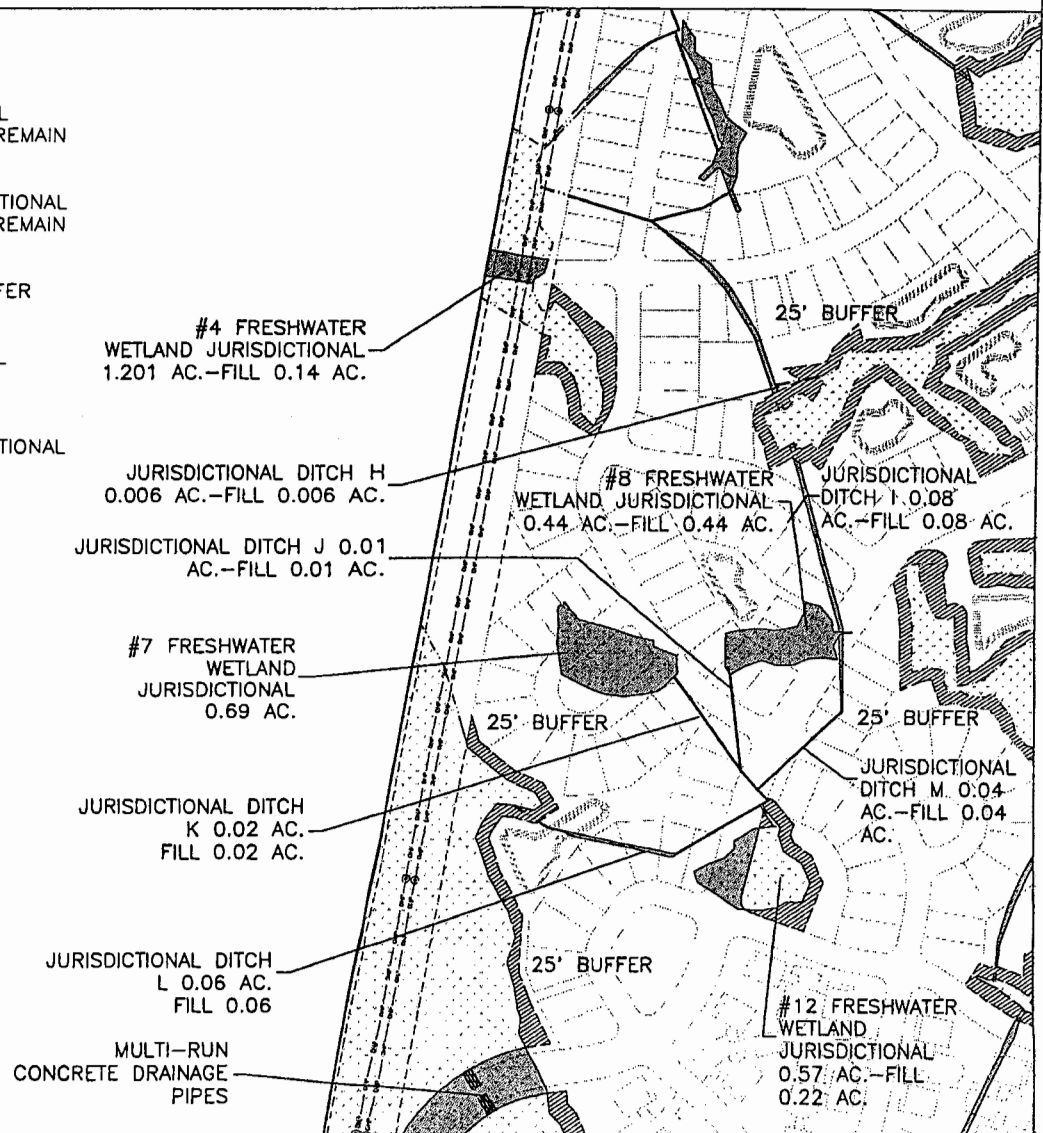 REMAIN
TIONAL
REMAIN
FER
#4 FRESHWATER
WETLAND JURISDICTIONAL
1.201 AC.-FILL 0.14 AC.
TIONAL
25' BUFFER
JURISDICTIONAL DITCH H
0.006 AC.-FILL 0.006 AC.
#8 FRESHWATER
WETLAND JURISDICTIONAL
0.44 AC.-FILL 0.44 AC.
JURISDICTIONAL
DITCH I 0.08
AC.-FILL 0.08 AC.
JURISDICTIONAL DITCH J 0.01
AC.-FILL 0.01 AC.
#7 FRESHWATER
WETLAND
JURISDICTIONAL
0.69 AC.
25' BUFFER
25' BUFFER
JURISDICTIONAL
DITCH M 0.04
AC.-FILL 0.04
AC.
JURISDICTIONAL DITCH
K 0.02 AC.
FILL 0.02 AC.
JURISDICTIONAL DITCH
L 0.06 AC.
FILL 0.06
25' BUFFER
#12 FRESHWATER
WETLAND
JURISDICTIONAL
0.57 AC.-FILL
0.22 AC.
MULTI-RUN
CONCRETE DRAINAGE
PIPES